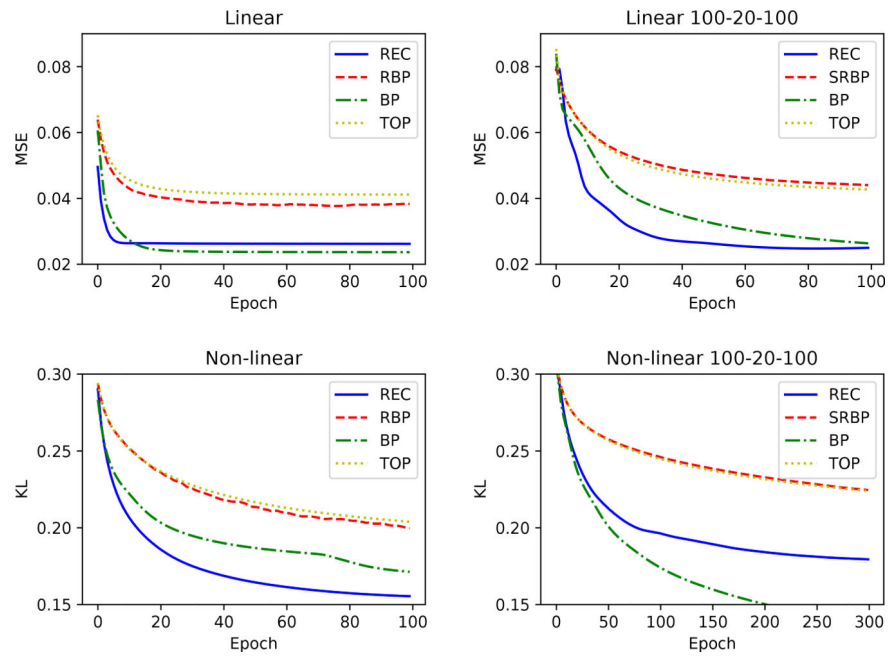 Linear
MSE
0.08
0.06
0.04
0.02
REC
RBP
BP
TOP
0 20 40 60 80 100
Epoch
Linear 100-20-100
MSE
0.08
0.06
0.04
0.02
REC
SRBP
BP
TOP
0 20 40 60 80 100
Epoch
Non-linear
KL
0.30
0.25
0.20
0.15
REC
RBP
BP
TOP
0 20 40 60 80 100
Epoch
Non-linear 100-20-100
KL
0.30
0.25
0.20
0.15
REC
SRBP
BP
TOP
0 50 100 150 200 250 300
Epoch